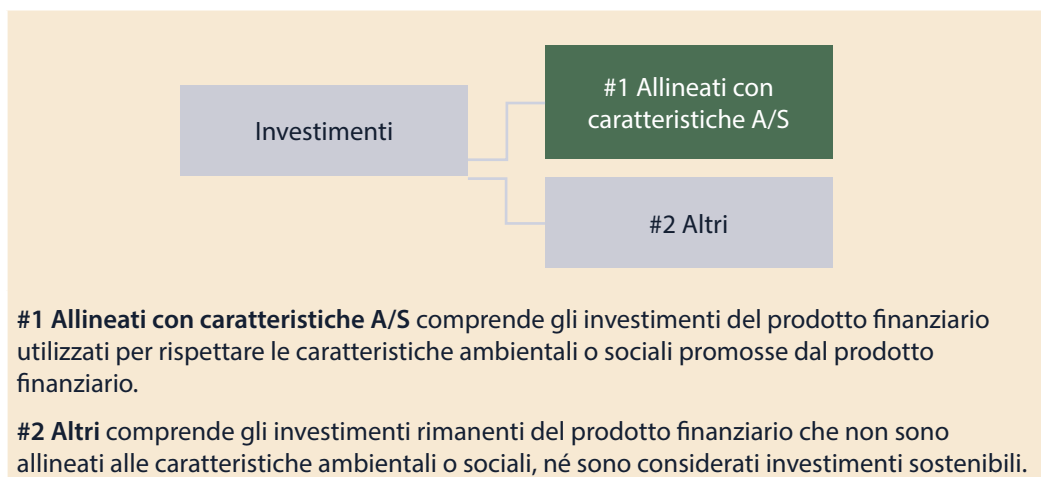 #1 Allineati con
caratteristiche A/S
Investimenti
#2 Altri
#1 Allineati con caratteristiche A/S comprende gli investimenti del prodotto finanziario
utilizzati per rispettare le caratteristiche ambientali o sociali promosse dal prodotto
finanziario.
#2 Altri comprende gli investimenti rimanenti del prodotto finanziario che non sono
allineati alle caratteristiche ambientali o sociali, né sono considerati investimenti sostenibili.